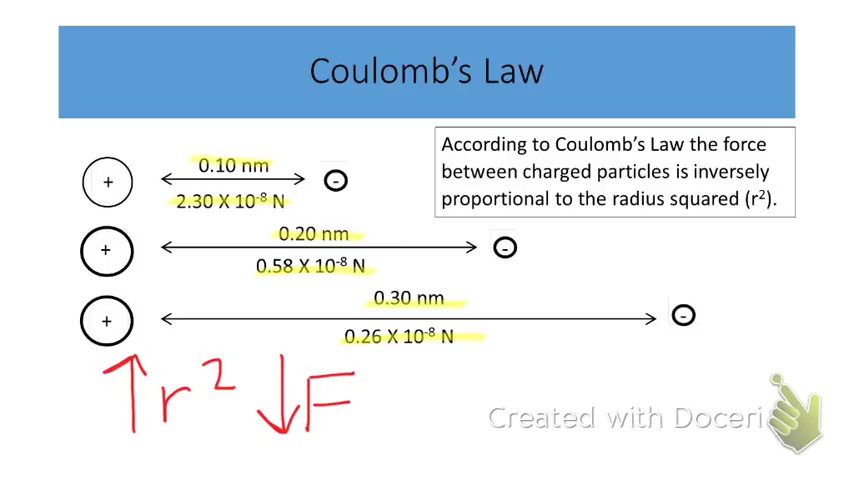 Coulomb's Law
According to Coulomb's Law the force
between charged particles is inversely
proportional to the radius squared (r²).
+
0.10 nm
2.30 X 10⁻⁸ N
-
+
0.20 nm
0.58 X 10⁻⁸ N
-
+
0.30 nm
0.26 X 10⁻⁸ N
-
↑r² ↓F
Created with Doceri